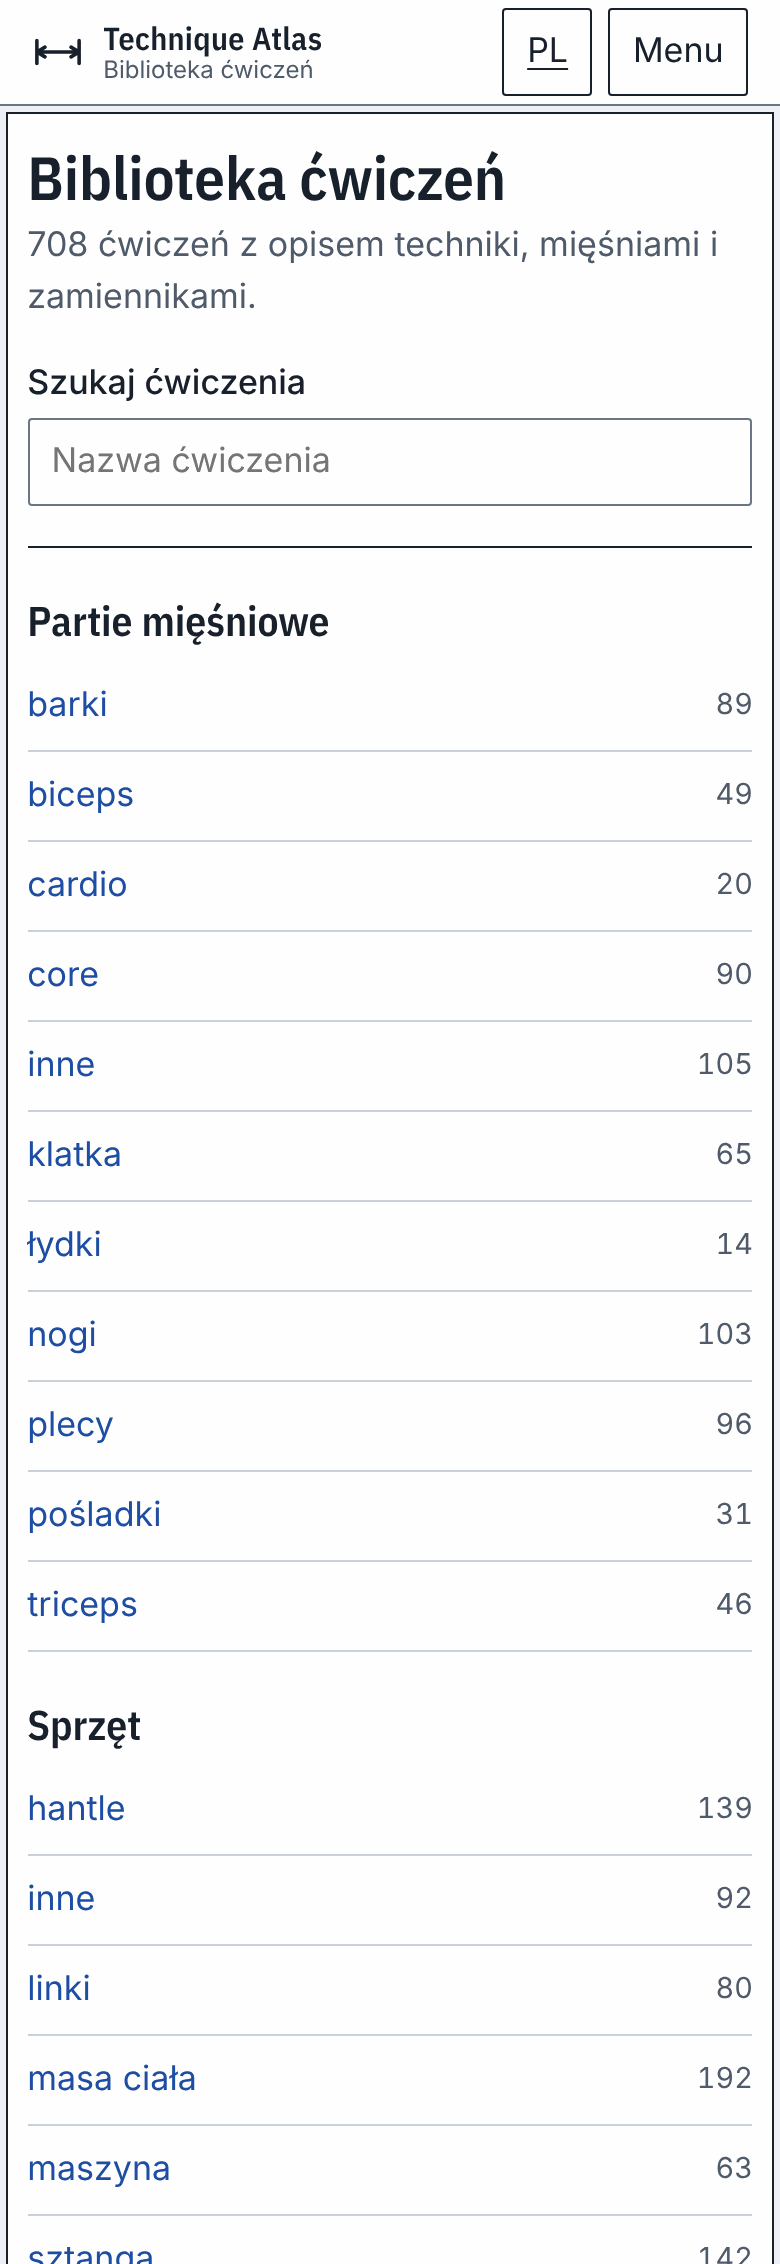 Technique Atlas
Biblioteka ćwiczeń
PL
Menu
Biblioteka ćwiczeń
708 ćwiczeń z opisem techniki, mięśniami i
zamiennikami.
Szukaj ćwiczenia
Nazwa ćwiczenia
Partie mięśniowe
barki 89
biceps 49
cardio 20
core 90
inne 105
klatka 65
łydki 14
nogi 103
plecy 96
pośladki 31
triceps 46
Sprzęt
hantle 139
inne 92
linki 80
masa ciała 192
maszyna 63
sztanga 142